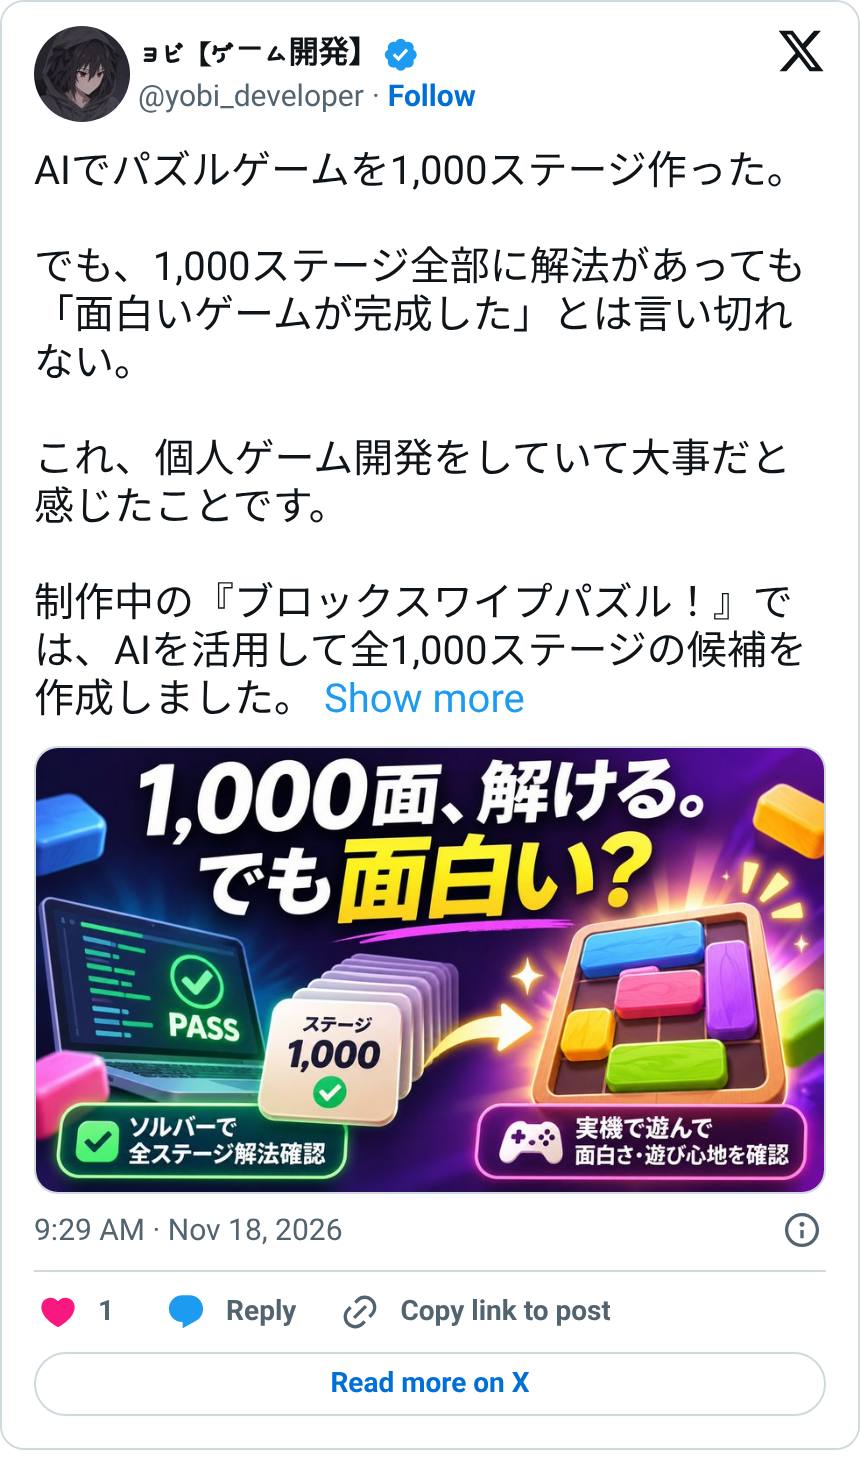 ヨビ【ゲーム開発】
@yobi_developer · Follow
AIでパズルゲームを1,000ステージ作った。
でも、1,000ステージ全部に解法があっても
「面白いゲームが完成した」とは言い切れ
ない。
これ、個人ゲーム開発をしていて大事だと
感じたことです。
制作中の『ブロックスワイプパズル！』で
は、AIを活用して全1,000ステージの候補を
作成しました。 Show more
1,000面、解ける。
でも面白い？
PASS
ステージ
1,000
ソルバーで
全ステージ解法確認
実機で遊んで
面白さ・遊び心地を確認
9:29 AM · Nov 18, 2026
1 Reply Copy link to post
Read more on X